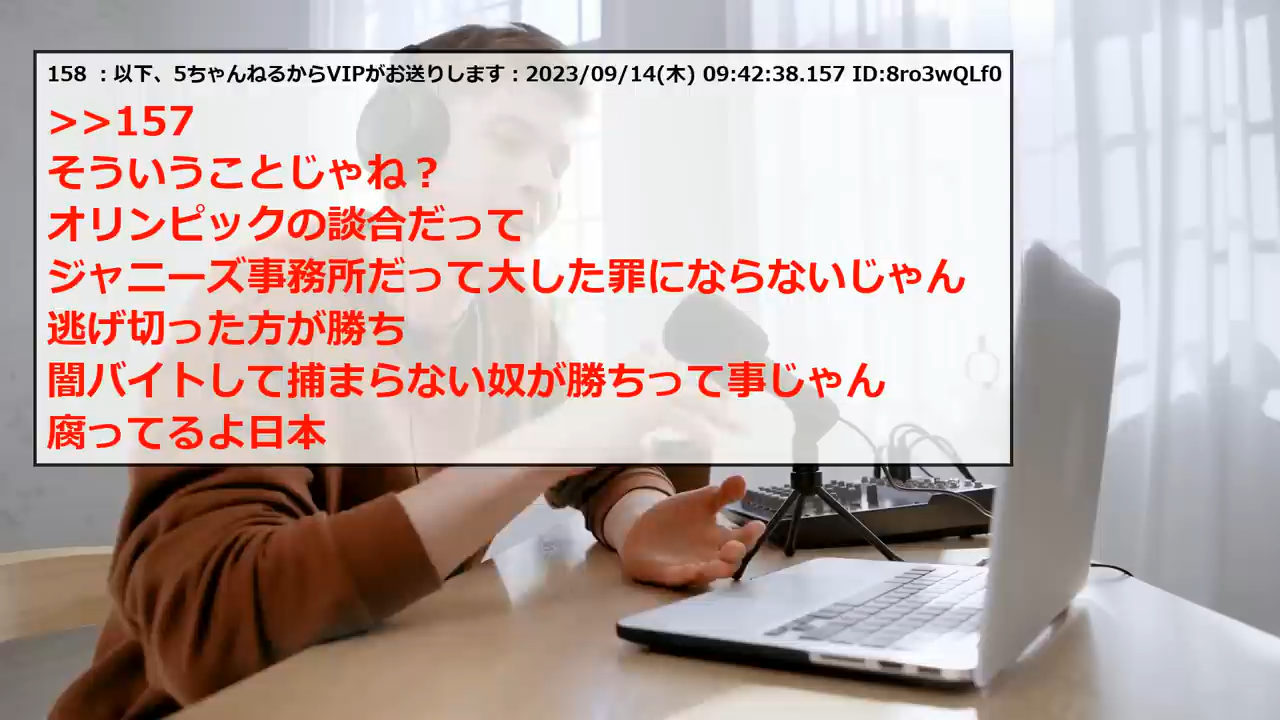 158 ：以下、5ちゃんねるからVIPがお送りします：2023/09/14(木) 09:42:38.157 ID:8ro3wQLf0
>>157
そういうことじゃね？
オリンピックの談合だって
ジャニーズ事務所だって大した罪にならないじゃん
逃げ切った方が勝ち
闇バイトして捕まらない奴が勝ちって事じゃん
腐ってるよ日本